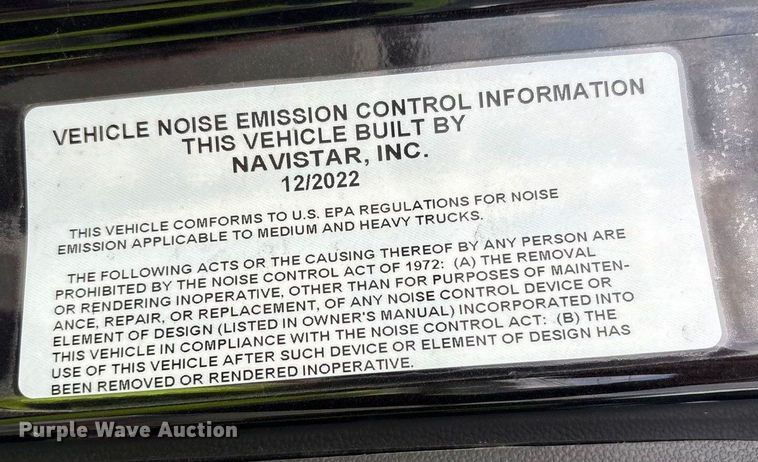 VEHICLE NOISE EMISSION CONTROL INFORMATION
THIS VEHICLE BUILT BY
NAVISTAR, INC.
12/2022
THIS VEHICLE COMFORMS TO U.S. EPA REGULATIONS FOR NOISE
EMISSION APPLICABLE TO MEDIUM AND HEAVY TRUCKS.
THE FOLLOWING ACTS OR THE CAUSING THEREOF BY ANY PERSON ARE
PROHIBITED BY THE NOISE CONTROL ACT OF 1972: (A) THE REMOVAL
OR RENDERING INOPERATIVE, OTHER THAN FOR PURPOSES OF MAINTEN-
ANCE, REPAIR, OR REPLACEMENT, OF ANY NOISE CONTROL DEVICE OR
ELEMENT OF DESIGN (LISTED IN OWNER'S MANUAL) INCORPORATED INTO
THIS VEHICLE IN COMPLIANCE WITH THE NOISE CONTROL ACT: (B) THE
USE OF THIS VEHICLE AFTER SUCH DEVICE OR ELEMENT OF DESIGN HAS
BEEN REMOVED OR RENDERED INOPERATIVE.
Purple Wave Auction